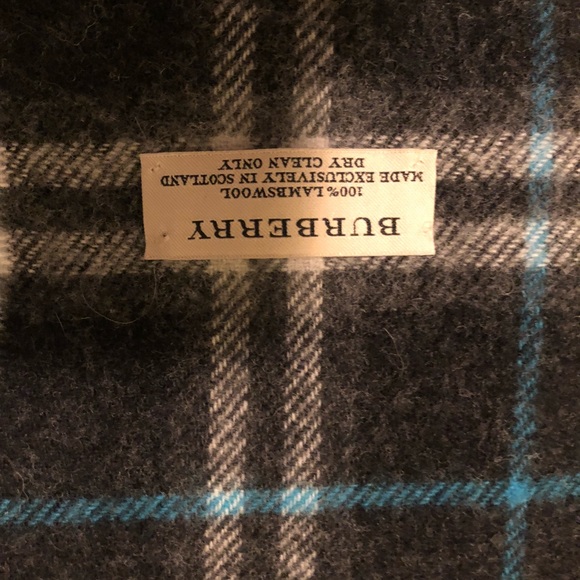 BURBERRY
100% LAMBSWOOL
MADE EXCLUSIVELY IN SCOTLAND
DRY CLEAN ONLY